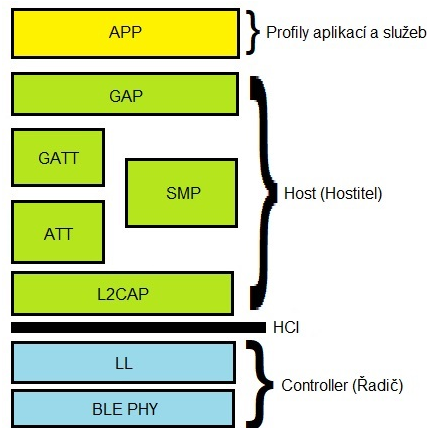 APP
Profily aplikací a služeb
GAP
GATT
SMP
Host (Hostitel)
ATT
L2CAP
HCI
LL
Controller (Řadič)
BLE PHY